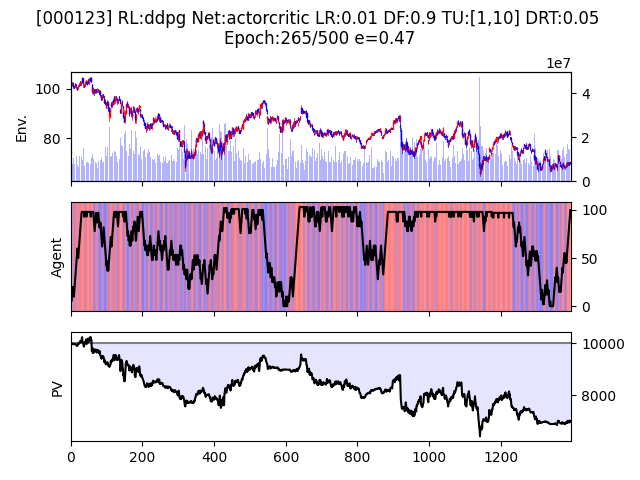 [000123] RL:ddpg Net:actorcritic LR:0.01 DF:0.9 TU:[1,10] DRT:0.05
Epoch:265/500 e=0.47
1e7
100
80
Env.
4
2
0
Agent
100
50
0
PV
10000
8000
0 200 400 600 800 1000 1200